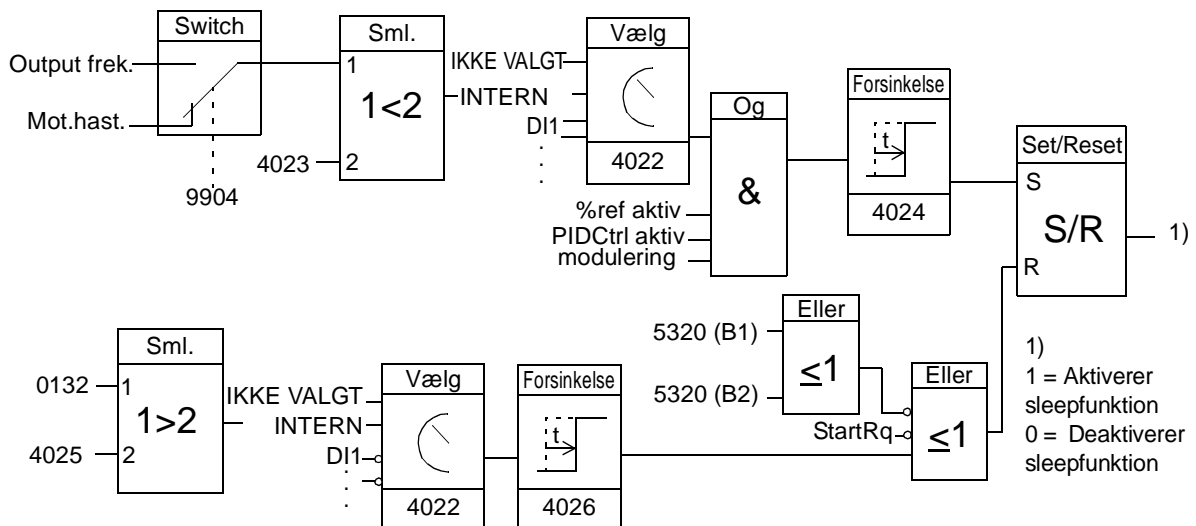 Switch
Output frek.
Mot.hast.
9904
Sml.
1
1<2
2
4023
Vælg
IKKE VALGT
INTERN
DI1
.
.
.
4022
Og
&
%ref aktiv
PIDCtrl aktiv
modulering
Forsinkelse
t
4024
Set/Reset
S
S/R
R
1)
Sml.
0132
1
1>2
4025
2
IKKE VALGT
INTERN
DI1
.
.
.
Vælg
4022
Forsinkelse
t
4026
Eller
5320 (B1)
≤1
5320 (B2)
StartRq
Eller
≤1
1)
1 = Aktiverer
sleepfunktion
0 = Deaktiverer
sleepfunktion